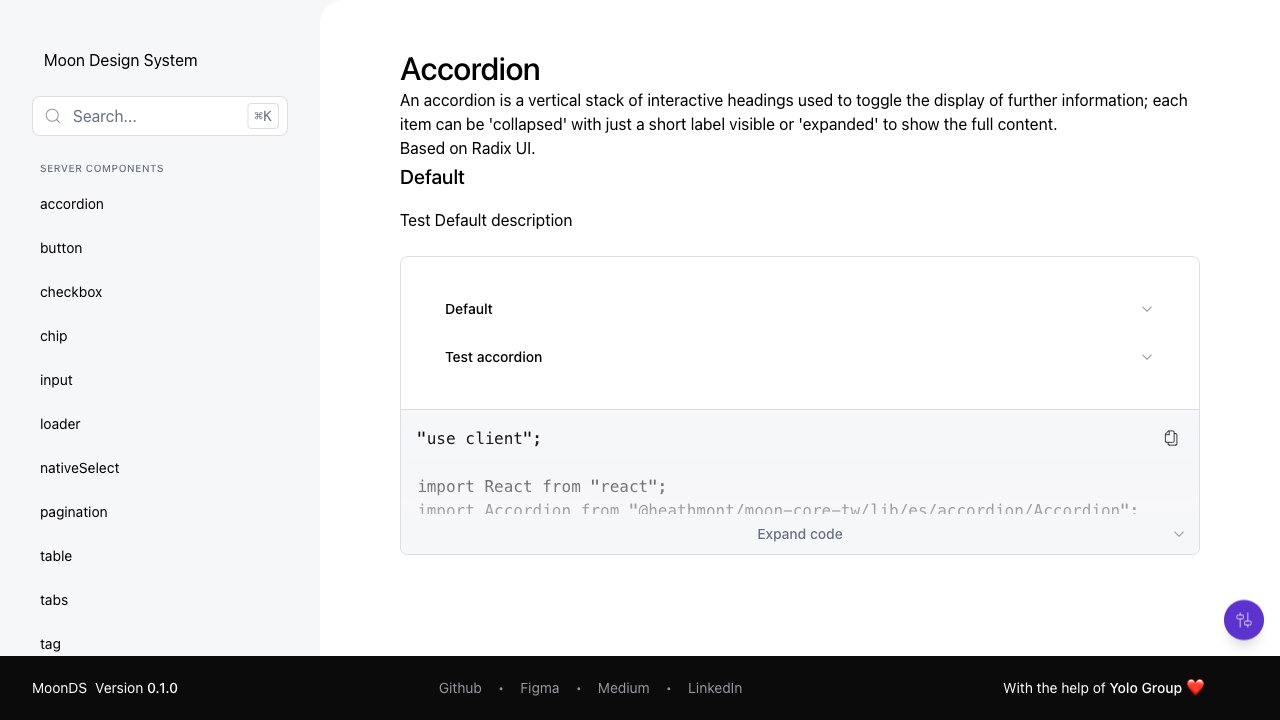 Moon Design System
Search...
⌘K
SERVER COMPONENTS
accordion
button
checkbox
chip
input
loader
nativeSelect
pagination
table
tabs
tag
Accordion
An accordion is a vertical stack of interactive headings used to toggle the display of further information; each
item can be 'collapsed' with just a short label visible or 'expanded' to show the full content.
Based on Radix UI.
Default
Test Default description
Default
Test accordion
"use client";
import React from "react";
import Accordion from "@heathmont/moon-core-tw/lib/es/accordion/Accordion";
Expand code
MoonDS Version 0.1.0
Github • Figma • Medium • LinkedIn
With the help of Yolo Group ❤️